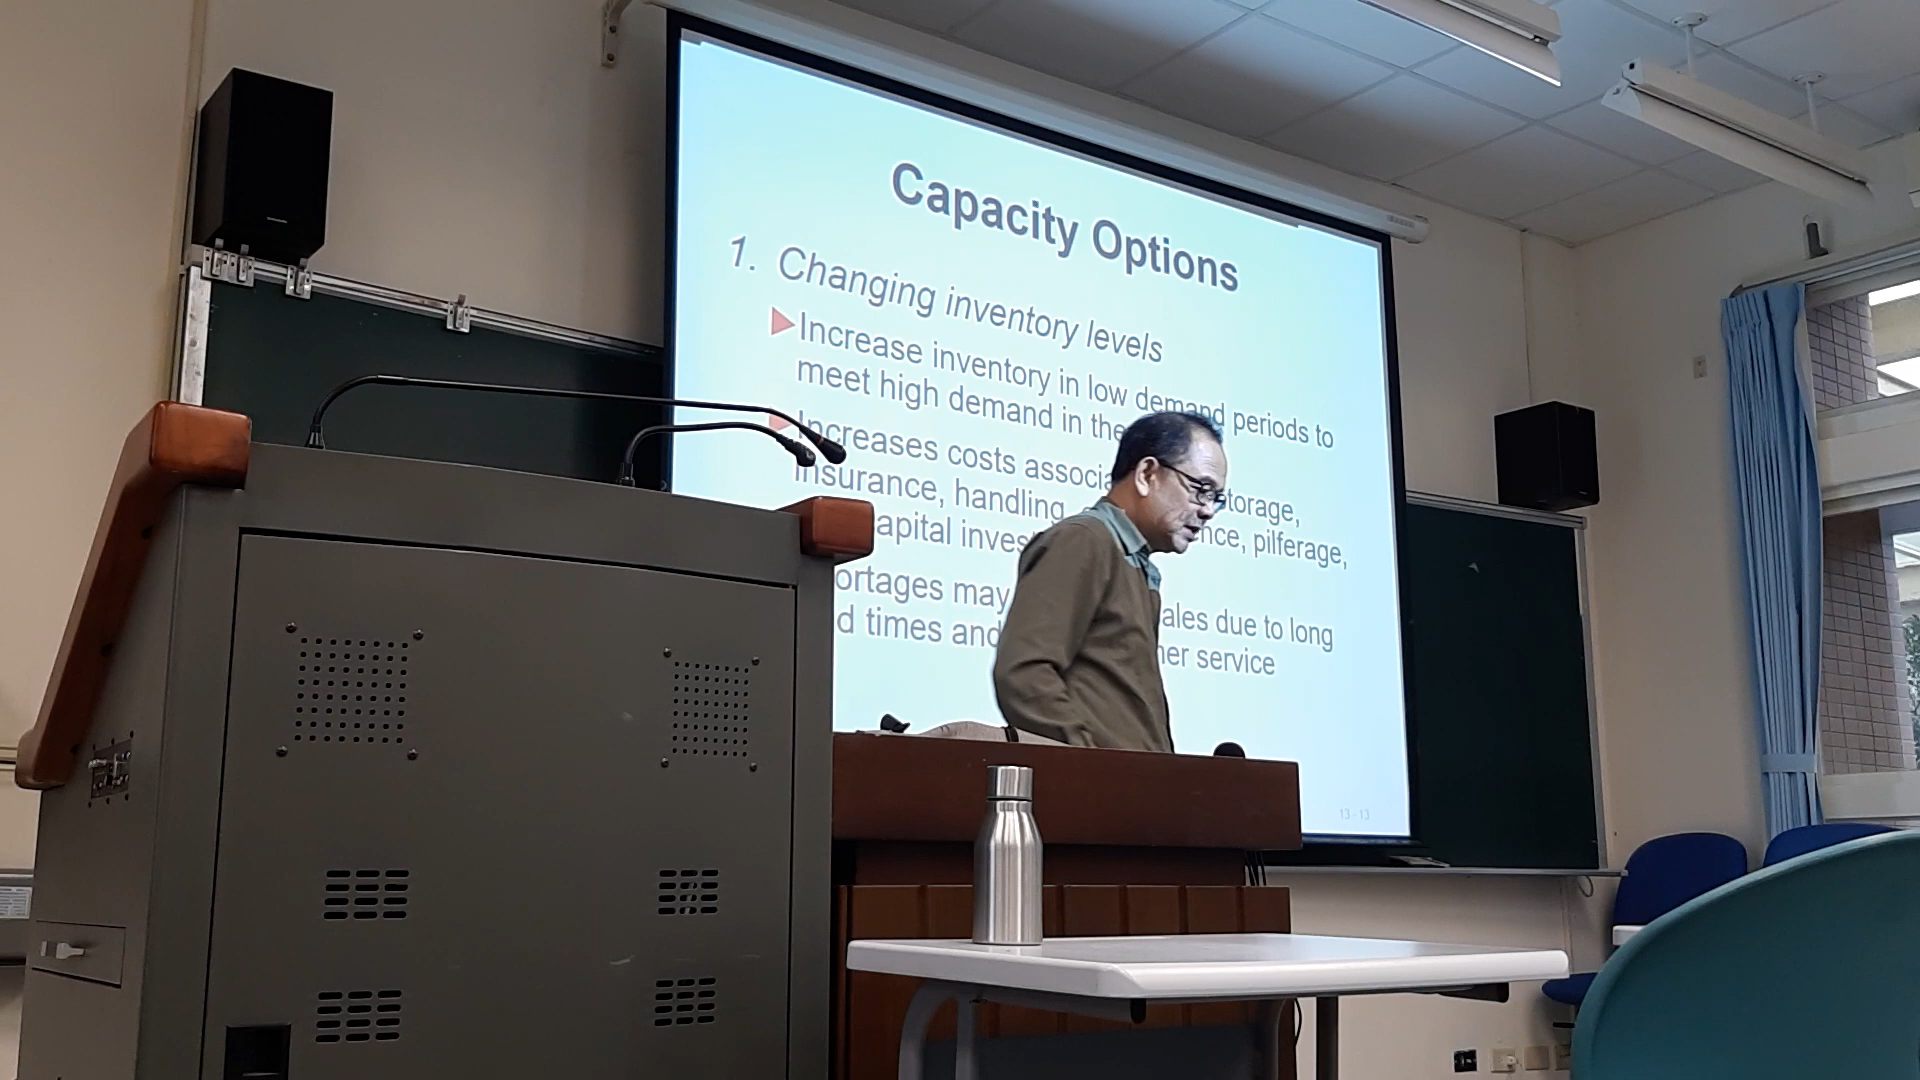 Capacity Options
1. Changing inventory levels
Increase inventory in low demand periods to
meet high demand in the
Increases costs associa torage,
insurance, handling, nce, pilferage,
apital inves
ortages may ales due to long
d times and ner service
13 - 13